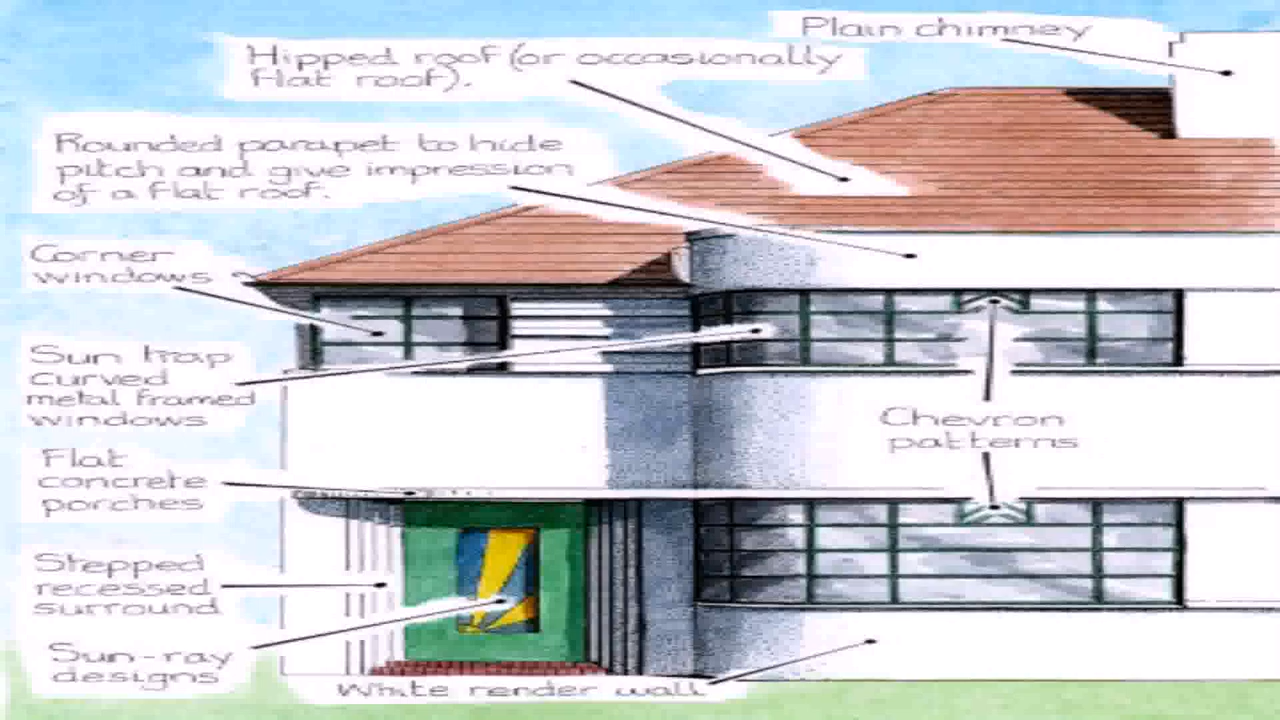 Plain chimney
Hipped roof (or occasionally
flat roof).
Rounded parapet to hide
pitch and give impression
of a flat roof.
Corner
windows
Sun trap
curved
metal framed
windows
Chevron
patterns
Flat
concrete
porches
Stepped
recessed
surround
Sun-ray
designs
White render wall